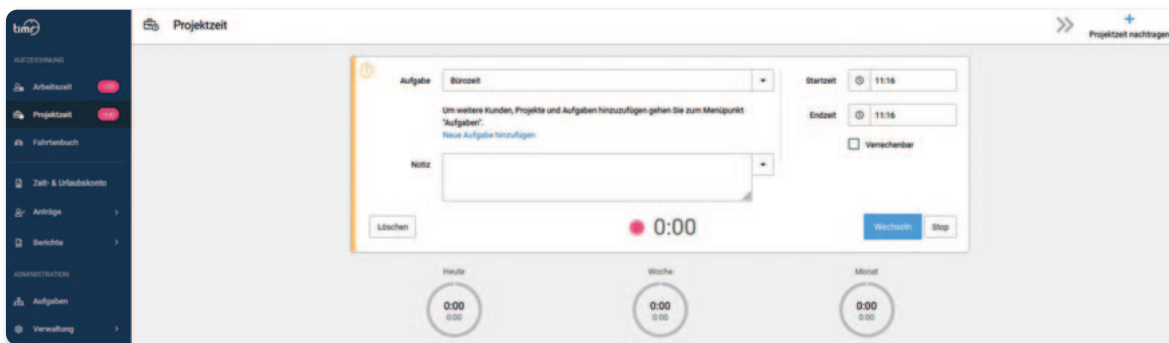 timr
Projektzeit
Projektzeit nachtragen
AUFZEICHNUNG
Arbeitszeit
Projektzeit
Fahrtenbuch
Zeit- & Urlaubskonto
Anträge
Berichte
ADMINISTRATION
Aufgaben
Verwaltung
Aufgabe
Bürozeit
Um weitere Kunden, Projekte und Aufgaben hinzuzufügen gehen Sie zum Menüpunkt
"Aufgaben".
Neue Aufgabe hinzufügen
Notiz
Startzeit
11:16
Endzeit
11:16
Verrechenbar
Löschen
0:00
Wechseln
Stop
Heute
0:00
0:00
Woche
0:00
0:00
Monat
0:00
0:00